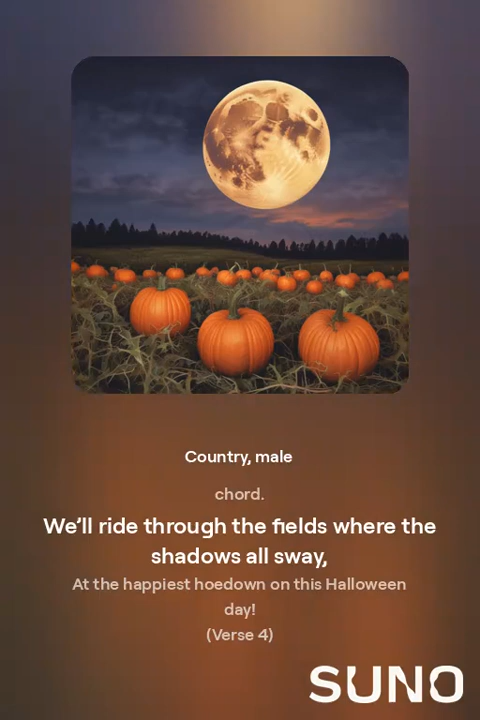 Country, male
chord.
We’ll ride through the fields where the
shadows all sway,
At the happiest hoedown on this Halloween
day!
(Verse 4)
SUNO